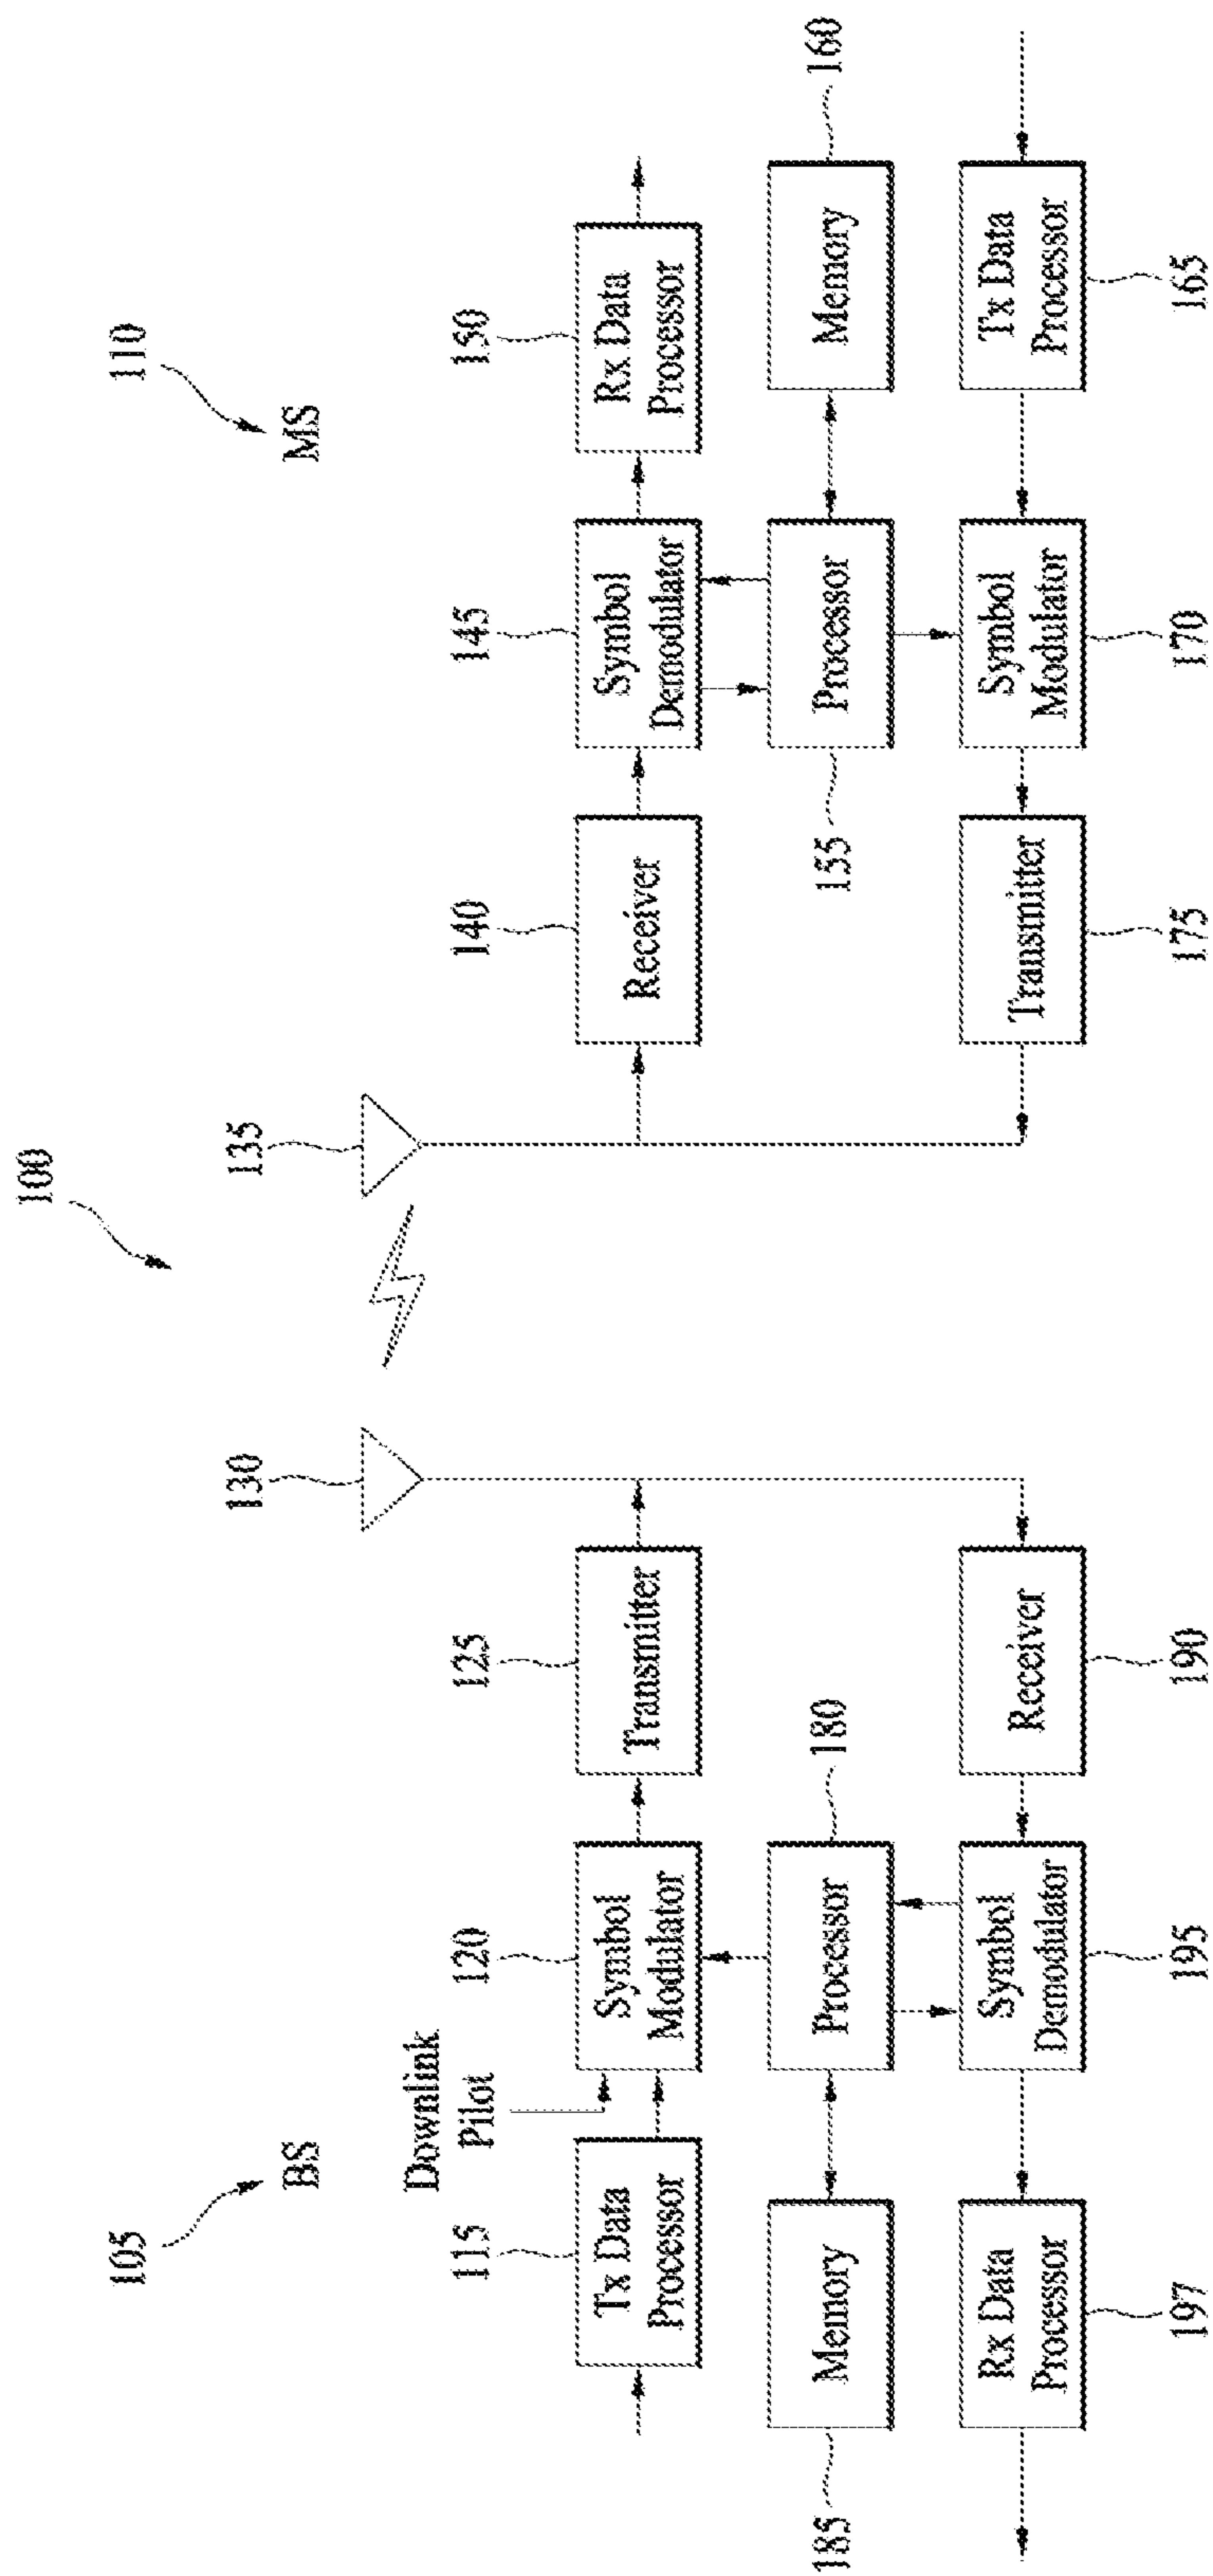 100
105
BS
110
MS
Downlink
Pilot
115
Tx Data
Processor
120
Symbol
Modulator
125
Transmitter
130
135
140
Receiver
145
Symbol
Demodulator
150
Rx Data
Processor
185
Memory
180
Processor
155
Processor
160
Memory
197
Rx Data
Processor
195
Symbol
Demodulator
190
Receiver
175
Transmitter
170
Symbol
Modulator
165
Tx Data
Processor